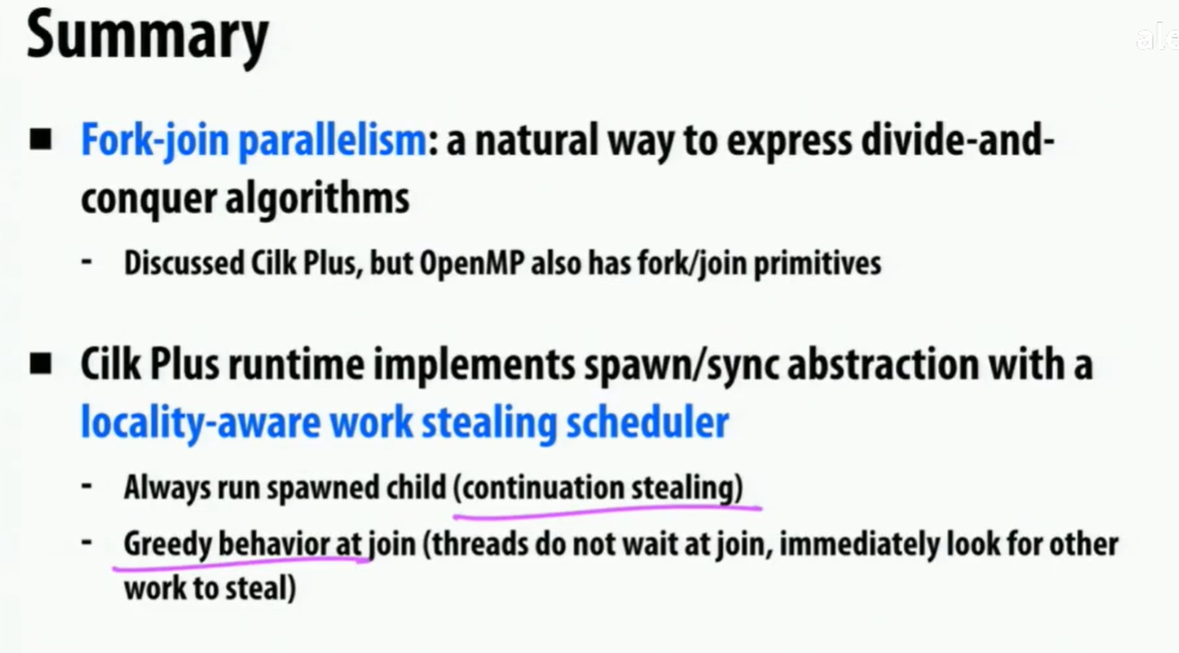 Summary
■ Fork-join parallelism: a natural way to express divide-and-
conquer algorithms
- Discussed Cilk Plus, but OpenMP also has fork/join primitives
■ Cilk Plus runtime implements spawn/sync abstraction with a
locality-aware work stealing scheduler
- Always run spawned child (continuation stealing)
- Greedy behavior at join (threads do not wait at join, immediately look for other
work to steal)